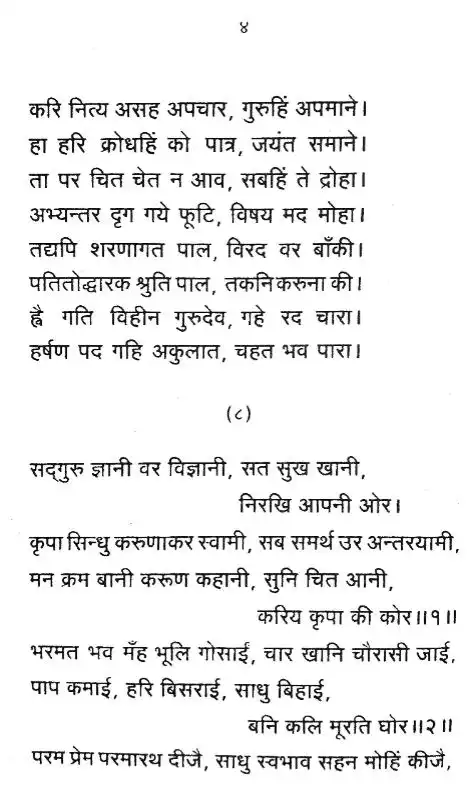 ४
करि नित्य असह अपचार, गुरुहिं अपमाने।
हा हरि क्रोधहिं को पात्र, जयंत समाने।
ता पर चित चेत न आव, सबहिं ते द्रोहा।
अभ्यन्तर दृग गये फूटि, विषय मद मोहा।
तद्यपि शरणागत पाल, विरद वर बाँकी।
पतितोद्धारक श्रुति पाल, तकनि करुना की।
ह्वै गति विहीन गुरुदेव, गहे रद चारा।
हर्षण पद गहि अकुलात, चहत भव पारा।
(८)
सद्गुरु ज्ञानी वर विज्ञानी, सत सुख खानी,
निरखि आपनी ओर।
कृपा सिन्धु करुणाकर स्वामी, सब समर्थ उर अन्तरयामी,
मन क्रम बानी करूण कहानी, सुनि चित आनी,
करिय कृपा की कोर॥१॥
भरमत भव मँह भूलि गोसाईं, चार खानि चौरासी जाई,
पाप कमाई, हरि बिसराई, साधु बिहाई,
बनि कलि मूरति घोर॥२॥
परम प्रेम परमारथ दीजै, साधु स्वभाव सहन मोहिं कीजै,